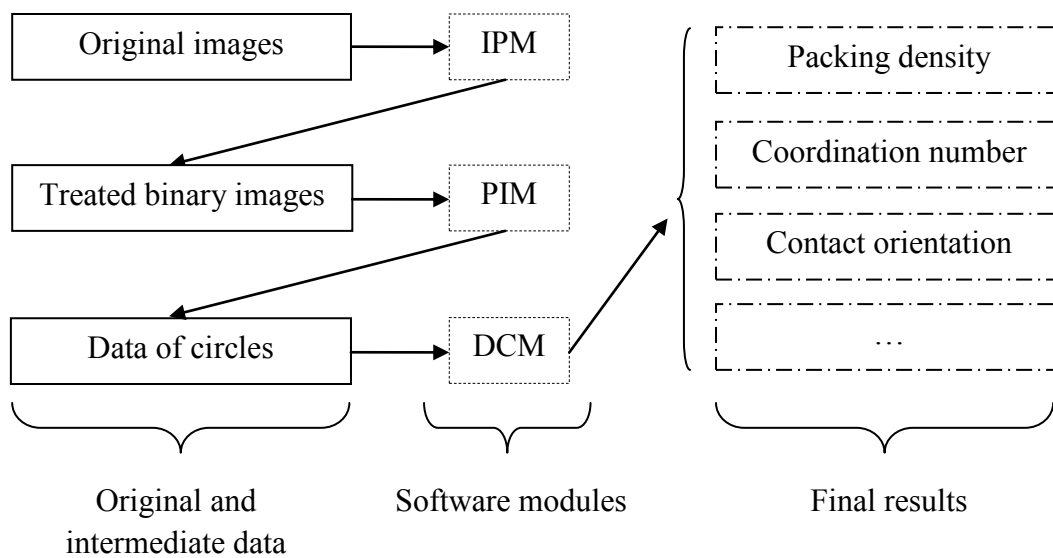 Original images
IPM
Packing density
Coordination number
Treated binary images
PIM
Contact orientation
Data of circles
DCM
…
Original and
intermediate data
Software modules
Final results